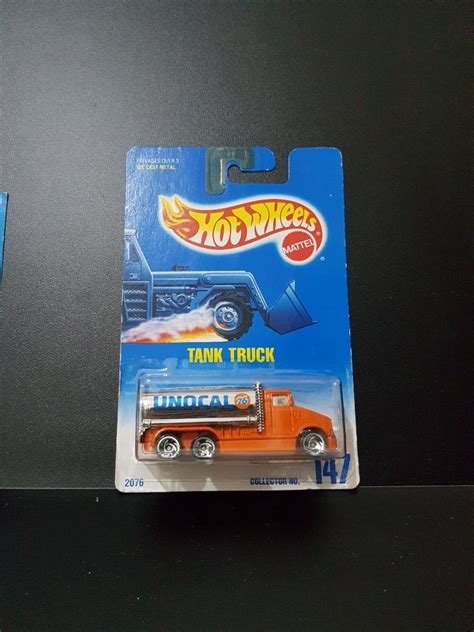 FOR AGES OVER 3
DIE CAST METAL
HOT WHEELS
MATTEL
TANK TRUCK
UNOCAL 76
2076
COLLECTOR NO. 147